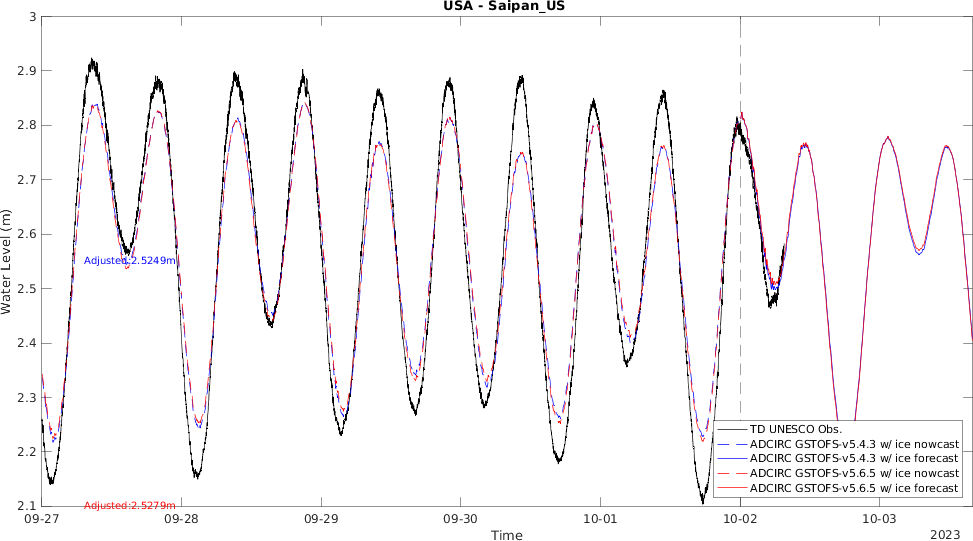 USA - Saipan_US
3
2.9
2.8
2.7
2.6
2.5
2.4
2.3
2.2
2.1
Water Level (m)
Adjusted:2.5249m
Adjusted:2.5279m
TD UNESCO Obs.
ADCIRC GSTOFS-v5.4.3 w/ ice nowcast
ADCIRC GSTOFS-v5.4.3 w/ ice forecast
ADCIRC GSTOFS-v5.6.5 w/ ice nowcast
ADCIRC GSTOFS-v5.6.5 w/ ice forecast
09-27 09-28 09-29 09-30 10-01 10-02 10-03
Time
2023